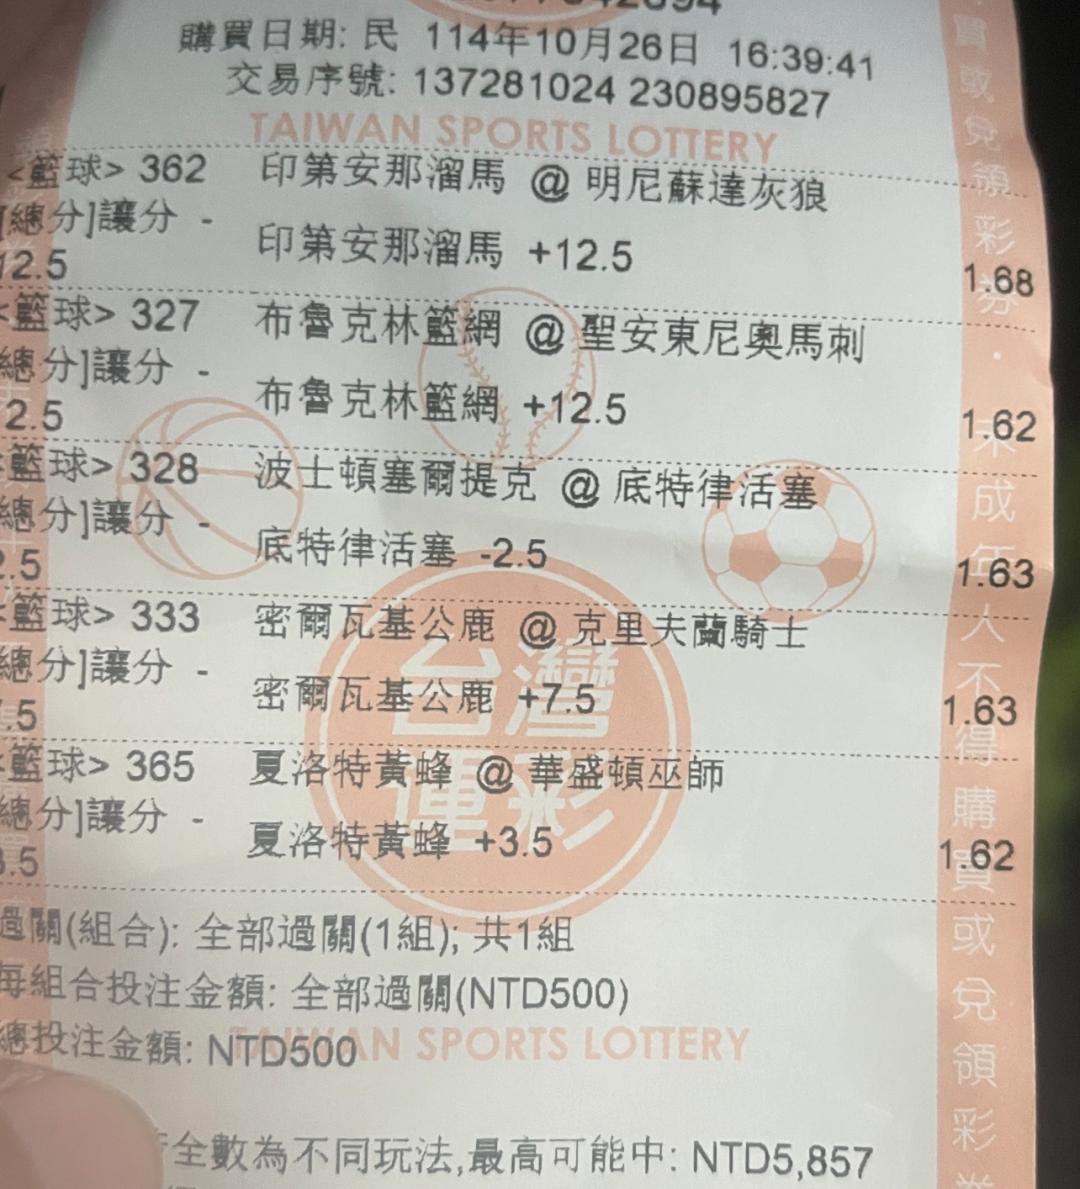 購買日期: 民 114年10月26日 16:39:41
交易序號: 137281024 230895827
TAIWAN SPORTS LOTTERY
<籃球> 362 印第安那溜馬 @ 明尼蘇達灰狼
[總分]讓分 -
印第安那溜馬 +12.5
12.5
1.68
<籃球> 327 布魯克林籃網 @ 聖安東尼奧馬刺
總分]讓分 -
布魯克林籃網 +12.5
2.5
1.62
<籃球> 328 波士頓塞爾提克 @ 底特律活塞
總分]讓分 -
底特律活塞 -2.5
.5
1.63
<籃球> 333 密爾瓦基公鹿 @ 克里夫蘭騎士
總分]讓分 -
密爾瓦基公鹿 +7.5
.5
1.63
<籃球> 365 夏洛特黃蜂 @ 華盛頓巫師
總分]讓分 -
夏洛特黃蜂 +3.5
3.5
1.62
台灣
運彩
過關(組合): 全部過關(1組); 共1組
每組合投注金額: 全部過關(NTD500)
總投注金額: NTD500
TAIWAN SPORTS LOTTERY
全數為不同玩法,最高可能中: NTD5,857
買或兌領彩券·未成年人不得購買或兌領彩券